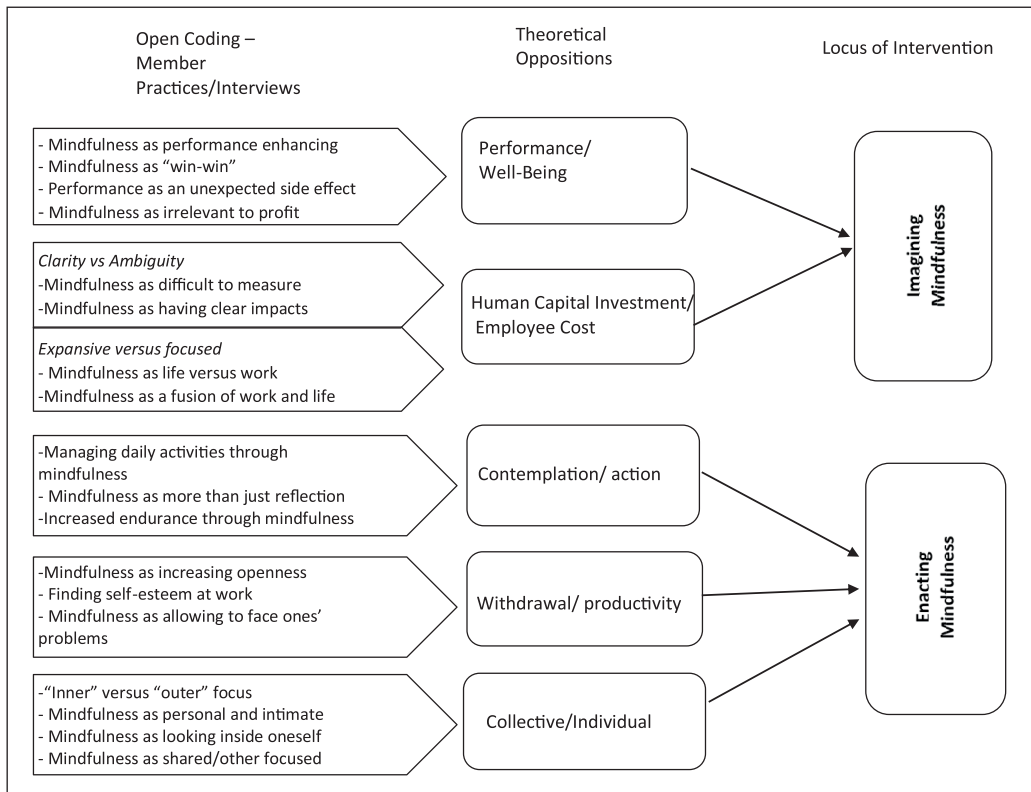 Open Coding –
Member
Practices/Interviews
Theoretical
Oppositions
Locus of Intervention
- Mindfulness as performance enhancing
- Mindfulness as “win-win”
- Performance as an unexpected side effect
- Mindfulness as irrelevant to profit
Performance/
Well-Being
Clarity vs Ambiguity
-Mindfulness as difficult to measure
-Mindfulness as having clear impacts
Human Capital Investment/
Employee Cost
Expansive versus focused
- Mindfulness as life versus work
-Mindfulness as a fusion of work and life
Imagining
Mindfulness
-Managing daily activities through
mindfulness
- Mindfulness as more than just reflection
-Increased endurance through mindfulness
Contemplation/ action
-Mindfulness as increasing openness
- Finding self-esteem at work
- Mindfulness as allowing to face ones’
problems
Withdrawal/ productivity
-“Inner” versus “outer” focus
- Mindfulness as personal and intimate
- Mindfulness as looking inside oneself
- Mindfulness as shared/other focused
Collective/Individual
Enacting
Mindfulness